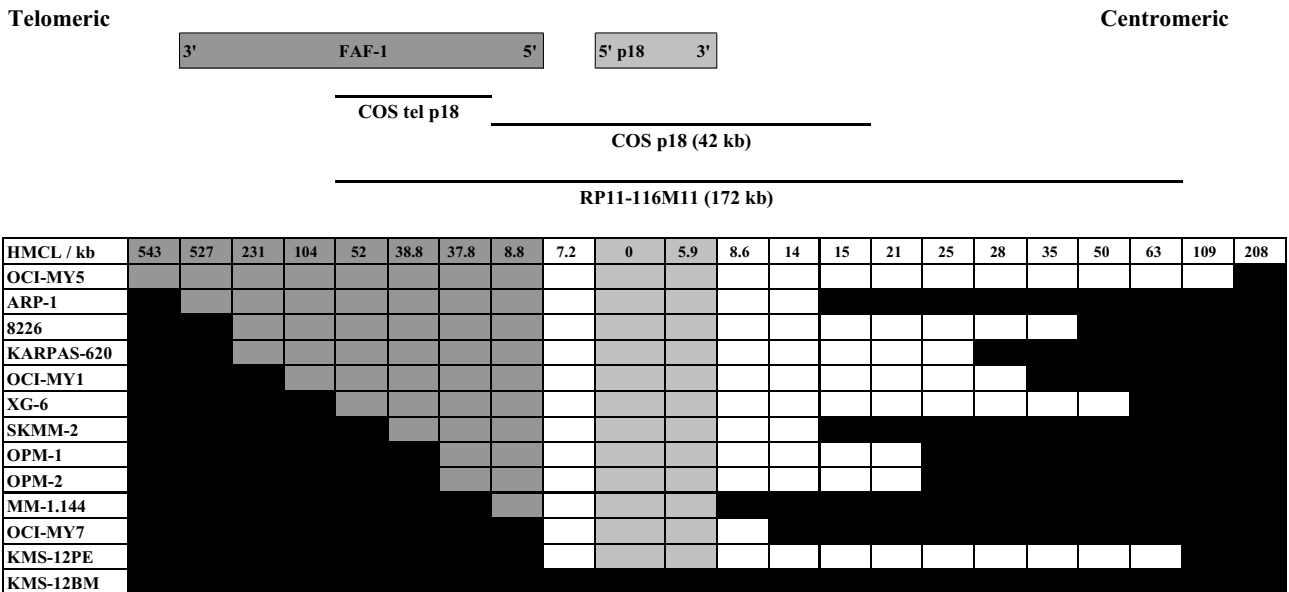 Telomeric Centromeric
3' FAF-1 5' 5' p18 3'
COS tel p18
COS p18 (42 kb)
RP11-116M11 (172 kb)
HMCL / kb 543 527 231 104 52 38.8 37.8 8.8 7.2 0 5.9 8.6 14 15 21 25 28 35 50 63 109 208
OCI-MY5
ARP-1
8226
KARPAS-620
OCI-MY1
XG-6
SKMM-2
OPM-1
OPM-2
MM-1.144
OCI-MY7
KMS-12PE
KMS-12BM